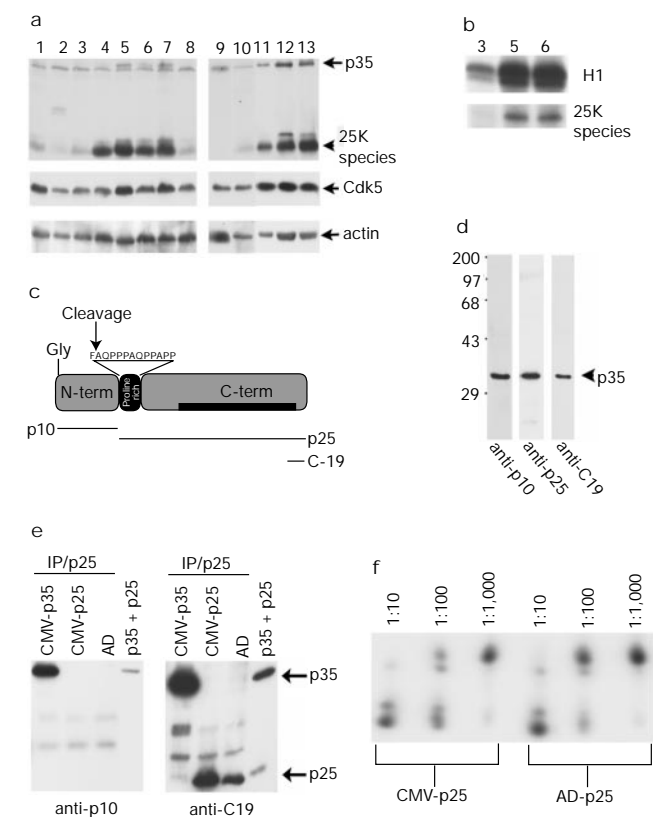 a
1 2 3 4 5 6 7 8 9 10 11 12 13
p35
25K
species
Cdk5
actin
b
3 5 6
H1
25K
species
c
Cleavage
FAQPPPAQPPAPP
Gly
N-term
Proline
rich
C-term
p10
p25
C-19
d
200
97
68
43
29
p35
anti-p10
anti-p25
anti-C19
e
IP/p25
CMV-p35
CMV-p25
AD
p35 + p25
IP/p25
CMV-p35
CMV-p25
AD
p35 + p25
p35
p25
anti-p10
anti-C19
f
1:10
1:100
1:1,000
1:10
1:100
1:1,000
CMV-p25
AD-p25